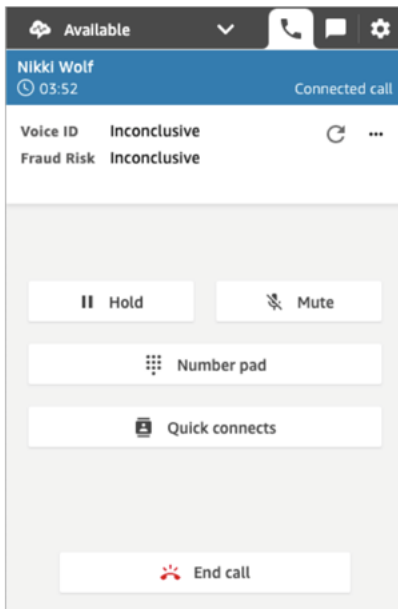 Available
Nikki Wolf
03:52 Connected call
Voice ID Inconclusive
Fraud Risk Inconclusive
Hold Mute
Number pad
Quick connects
End call